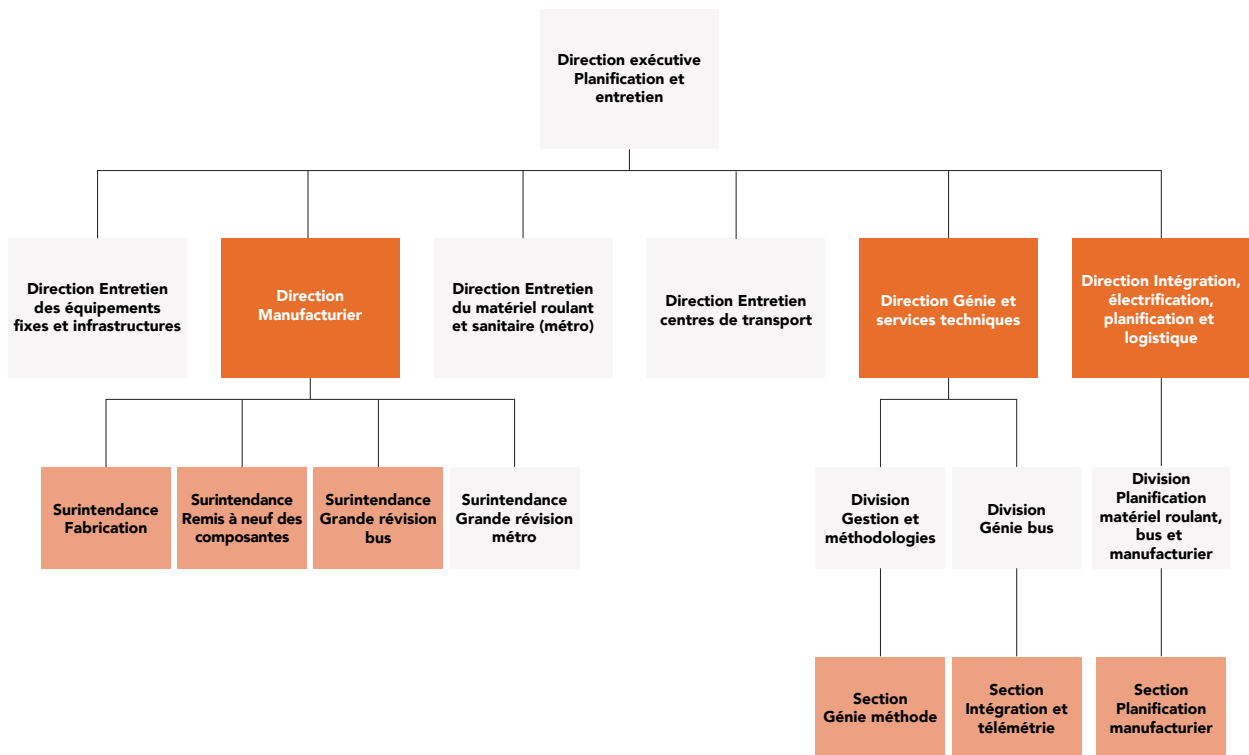 Direction exécutive
Planification et
entretien
Direction Entretien
des équipements
fixes et infrastructures
Direction
Manufacturier
Direction Entretien
du matériel roulant
et sanitaire (métro)
Direction Entretien
centres de transport
Direction Génie et
services techniques
Direction Intégration,
électrification,
planification et
logistique
Surintendance
Fabrication
Surintendance
Remis à neuf des
composantes
Surintendance
Grande révision
bus
Surintendance
Grande révision
métro
Division
Gestion et
méthodologies
Division
Génie bus
Division
Planification
matériel roulant,
bus et
manufacturier
Section
Génie méthode
Section
Intégration et
télémétrie
Section
Planification
manufacturier